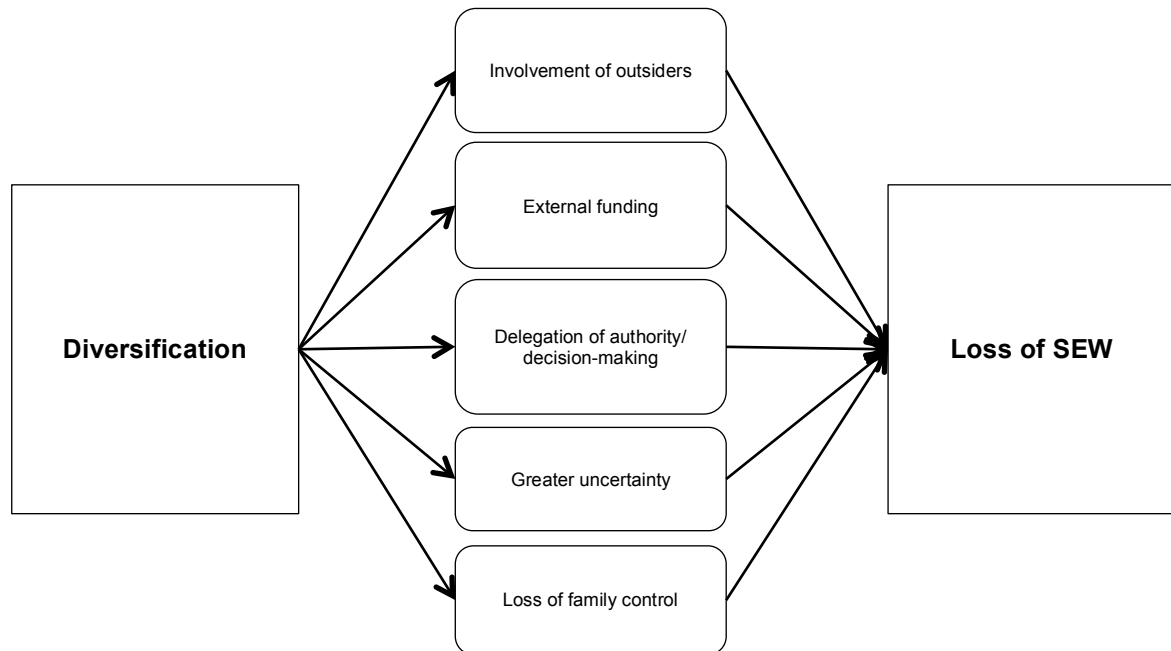 Involvement of outsiders
External funding
Diversification
Delegation of authority/
decision-making
Loss of SEW
Greater uncertainty
Loss of family control